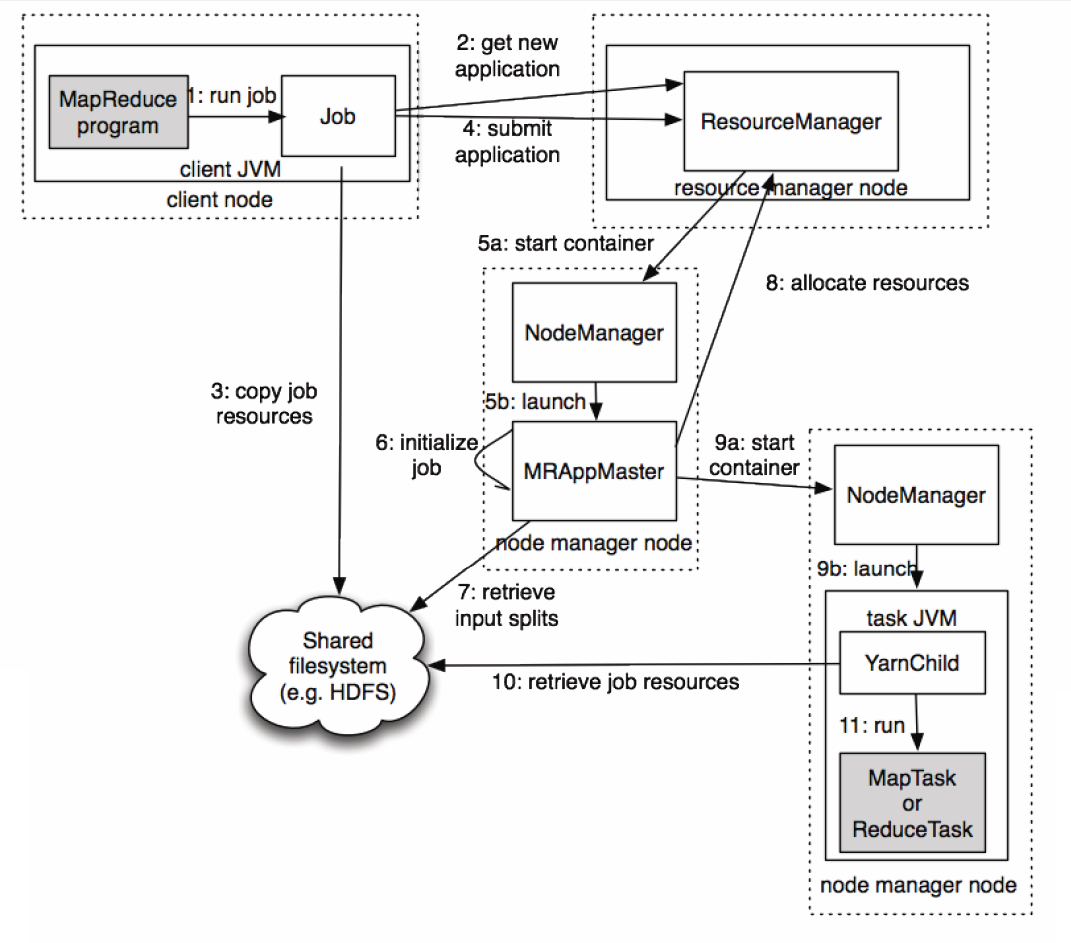 2: get new
application
MapReduce
program
1: run job
Job
4: submit
application
ResourceManager
client JVM
client node
resource manager node
5a: start container
8: allocate resources
NodeManager
3: copy job
resources
5b: launch
6: initialize
job
MRAppMaster
9a: start
container
NodeManager
node manager node
9b: launch
7: retrieve
input splits
task JVM
Shared
filesystem
(e.g. HDFS)
YarnChild
10: retrieve job resources
11: run
MapTask
or
ReduceTask
node manager node